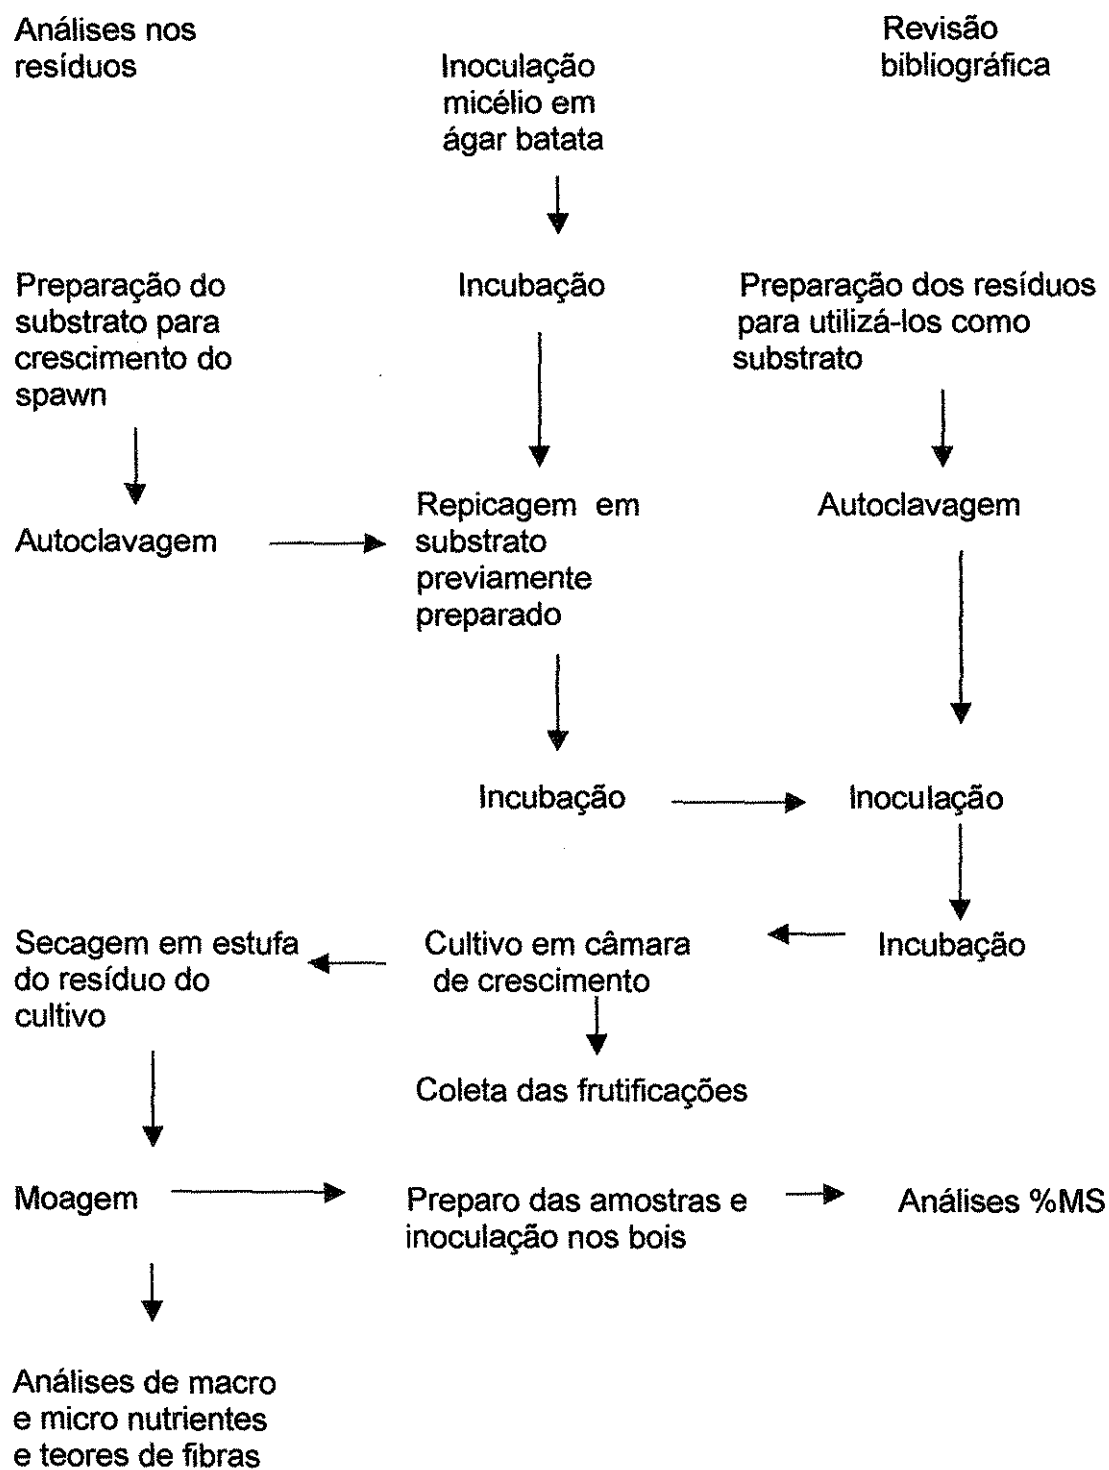 Análises nos
resíduos
Inoculação
micélio em
ágar batata
Revisão
bibliográfica
Preparação do
substrato para
crescimento do
spawn
Incubação
Preparação dos resíduos
para utilizá-los como
substrato
Autoclavagem
Repicagem em
substrato
previamente
preparado
Autoclavagem
Incubação
Inoculação
Secagem em estufa
do resíduo do
cultivo
Cultivo em câmara
de crescimento
Incubação
Coleta das frutificações
Moagem
Preparo das amostras e
inoculação nos bois
Análises %MS
Análises de macro
e micro nutrientes
e teores de fibras